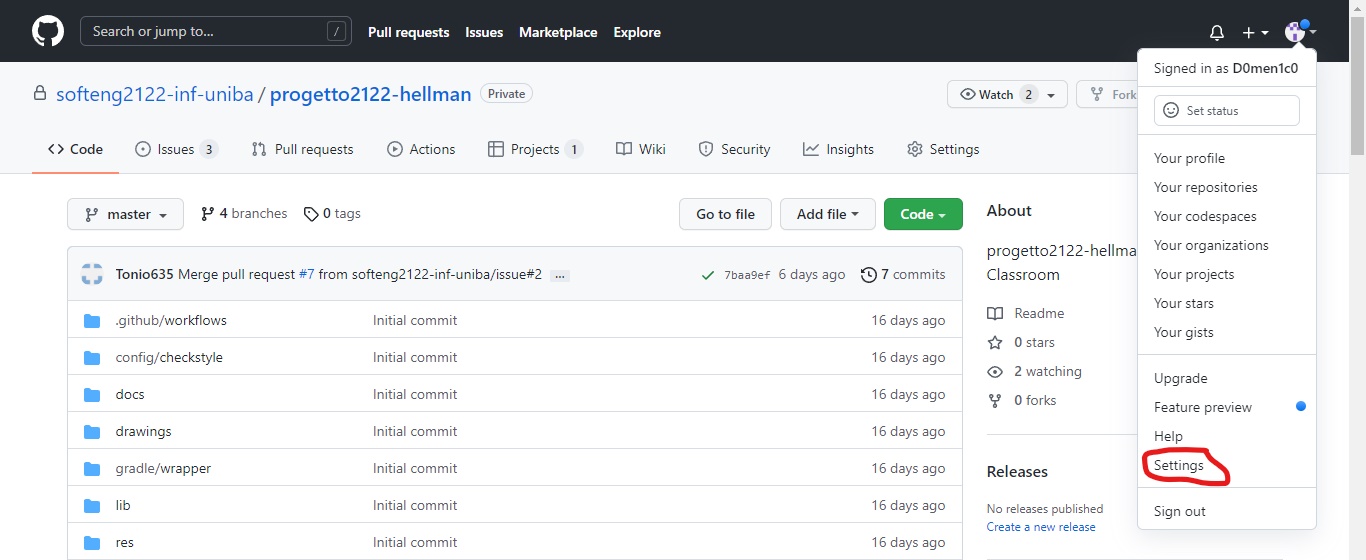 Search or jump to... /
Pull requests Issues Marketplace Explore
Signed in as D0men1c0
Set status
Your profile
Your repositories
Your codespaces
Your organizations
Your projects
Your stars
Your gists
Upgrade
Feature preview
Help
Settings
Sign out
softeng2122-inf-uniba / progetto2122-hellman Private
Watch 2 Fork
Code Issues 3 Pull requests Actions Projects 1 Wiki Security Insights Settings
master 4 branches 0 tags Go to file Add file Code
Tonio635 Merge pull request #7 from softeng2122-inf-uniba/issue#2 ... 7baa9ef 6 days ago 7 commits
.github/workflows Initial commit 16 days ago
config/checkstyle Initial commit 16 days ago
docs Initial commit 16 days ago
drawings Initial commit 16 days ago
gradle/wrapper Initial commit 16 days ago
lib Initial commit 16 days ago
res Initial commit 16 days ago
About
progetto2122-hellman
Classroom
Readme
0 stars
2 watching
0 forks
Releases
No releases published
Create a new release